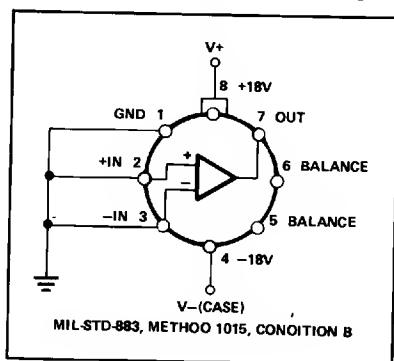 V+
8 +18V
GND 1
7 OUT
+IN 2
+
6 BALANCE
−
−IN 3
5 BALANCE
4 −18V
V−(CASE)
MIL-STD-883, METHOO 1015, CONOITION B